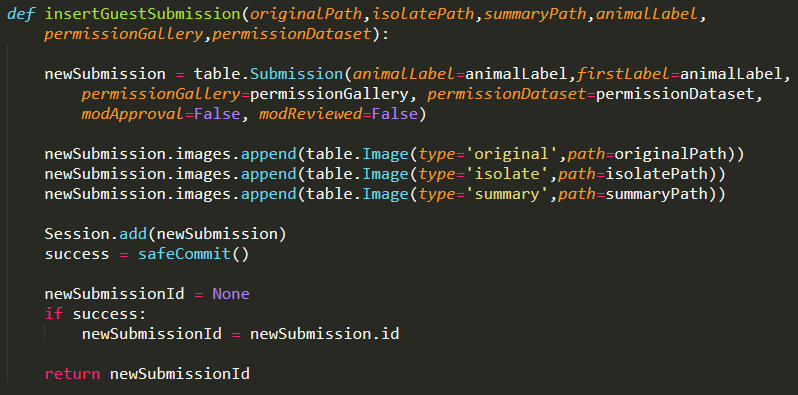 def insertGuestSubmission(originalPath,isolatePath,summaryPath,animalLabel,
    permissionGallery,permissionDataset):
    newSubmission = table.Submission(animalLabel=animalLabel,firstLabel=animalLabel,
        permissionGallery=permissionGallery, permissionDataset=permissionDataset,
        modApproval=False, modReviewed=False)
    newSubmission.images.append(table.Image(type='original',path=originalPath))
    newSubmission.images.append(table.Image(type='isolate',path=isolatePath))
    newSubmission.images.append(table.Image(type='summary',path=summaryPath))
    Session.add(newSubmission)
    success = safeCommit()
    newSubmissionId = None
    if success:
        newSubmissionId = newSubmission.id
    return newSubmissionId